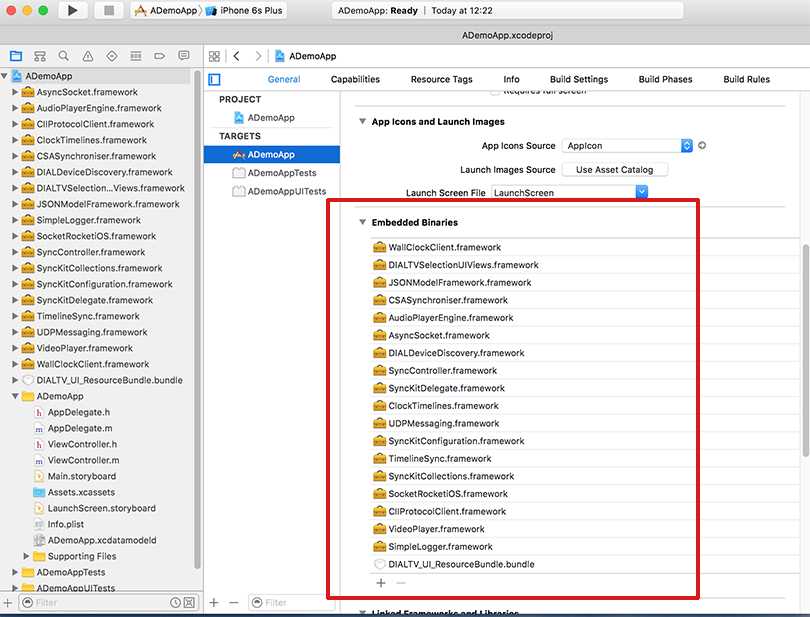 ADemoApp
iPhone 6s Plus
ADemoApp: Ready | Today at 12:22
ADemoApp.xcodeproj
ADemoApp
General
Capabilities
Resource Tags
Info
Build Settings
Build Phases
Build Rules
ADemoApp
AsyncSocket.framework
AudioPlayerEngine.framework
CIIProtocolClient.framework
ClockTimelines.framework
CSASynchroniser.framework
DIALDeviceDiscovery.framework
DIALTVSelection...Views.framework
JSONModelFramework.framework
SimpleLogger.framework
SocketRocketiOS.framework
SyncController.framework
SyncKitCollections.framework
SyncKitConfiguration.framework
SyncKitDelegate.framework
TimelineSync.framework
UDPMessaging.framework
VideoPlayer.framework
WallClockClient.framework
DIALTV_UI_ResourceBundle.bundle
ADemoApp
AppDelegate.h
AppDelegate.m
ViewController.h
ViewController.m
Main.storyboard
Assets.xcassets
LaunchScreen.storyboard
Info.plist
ADemoApp.xcdatamodeld
Supporting Files
ADemoAppTests
ADemoAppUITests
Filter
PROJECT
ADemoApp
TARGETS
ADemoApp
ADemoAppTests
ADemoAppUITests
Filter
Requires full screen
App Icons and Launch Images
App Icons Source AppIcon
Launch Images Source Use Asset Catalog
Launch Screen File LaunchScreen
Embedded Binaries
WallClockClient.framework
DIALTVSelectionUIViews.framework
JSONModelFramework.framework
CSASynchroniser.framework
AudioPlayerEngine.framework
AsyncSocket.framework
DIALDeviceDiscovery.framework
SyncController.framework
SyncKitDelegate.framework
ClockTimelines.framework
UDPMessaging.framework
SyncKitConfiguration.framework
TimelineSync.framework
SyncKitCollections.framework
SocketRocketiOS.framework
CIIProtocolClient.framework
VideoPlayer.framework
SimpleLogger.framework
DIALTV_UI_ResourceBundle.bundle
Linked Frameworks and Libraries